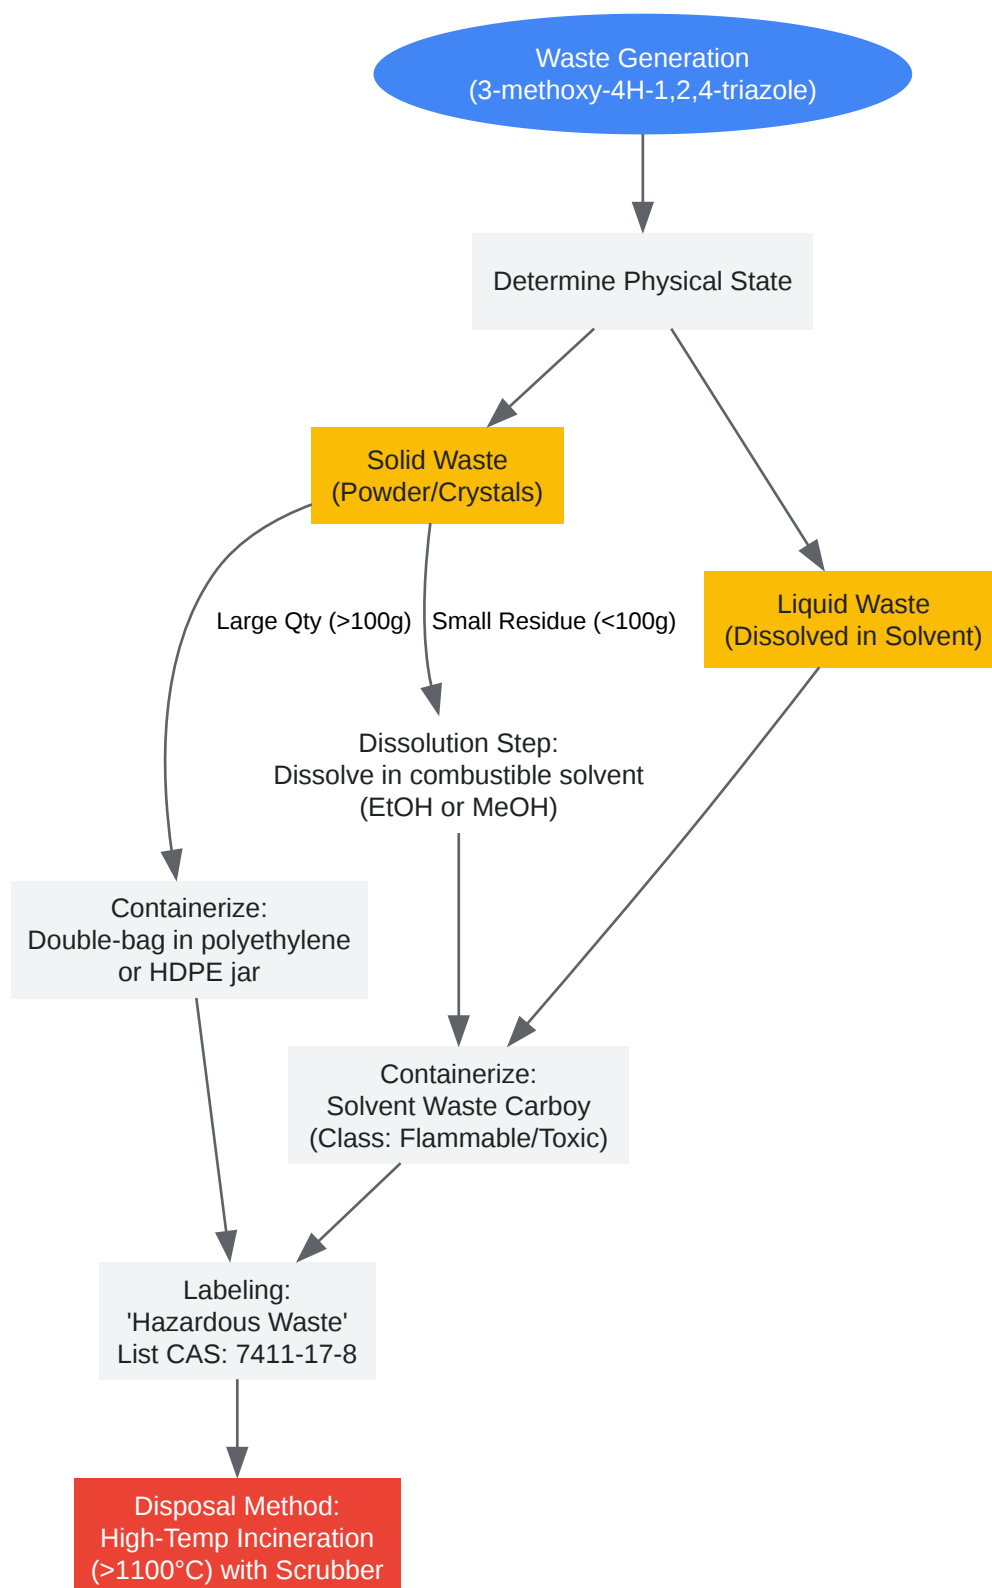 Waste Generation
(3-methoxy-4H-1,2,4-triazole)
Determine Physical State
Solid Waste
(Powder/Crystals)
Liquid Waste
(Dissolved in Solvent)
Large Qty (>100g)
Small Residue (<100g)
Dissolution Step:
Dissolve in combustible solvent
(EtOH or MeOH)
Containerize:
Double-bag in polyethylene
or HDPE jar
Containerize:
Solvent Waste Carboy
(Class: Flammable/Toxic)
Labeling:
'Hazardous Waste'
List CAS: 7411-17-8
Disposal Method:
High-Temp Incineration
(>1100°C) with Scrubber